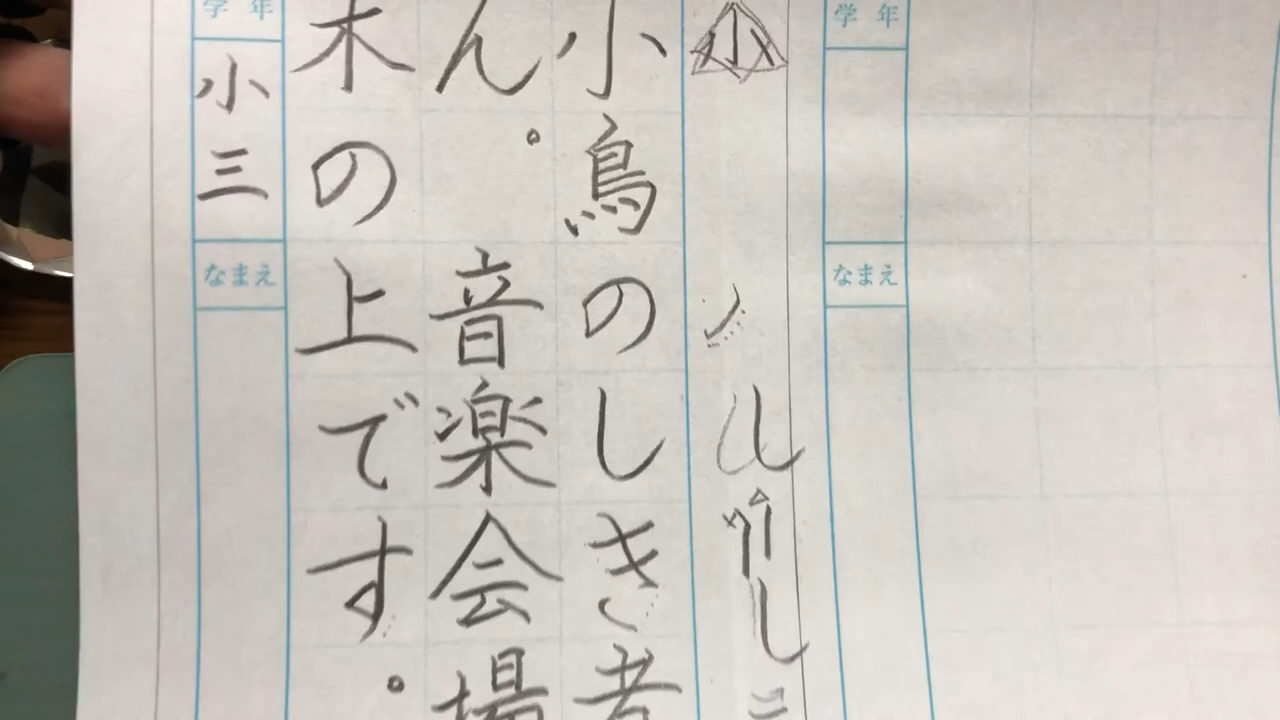 学年
なまえ
小
小鳥のしき者
ん。音楽会場
木の上です。
学年
小三
なまえ